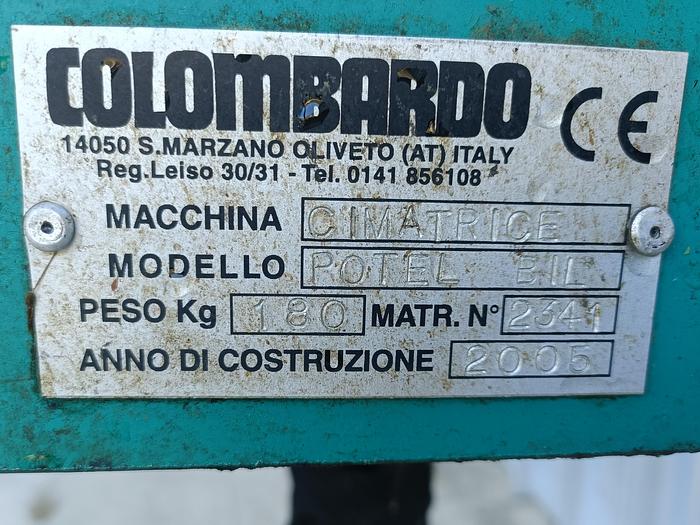 COLOMBARDO
CE
14050 S.MARZANO OLIVETO (AT) ITALY
Reg.Leiso 30/31 - Tel. 0141 856108
MACCHINA CIMATRICE
MODELLO POTEL BIL
PESO Kg 180 MATR. N° 2341
ANNO DI COSTRUZIONE 2005